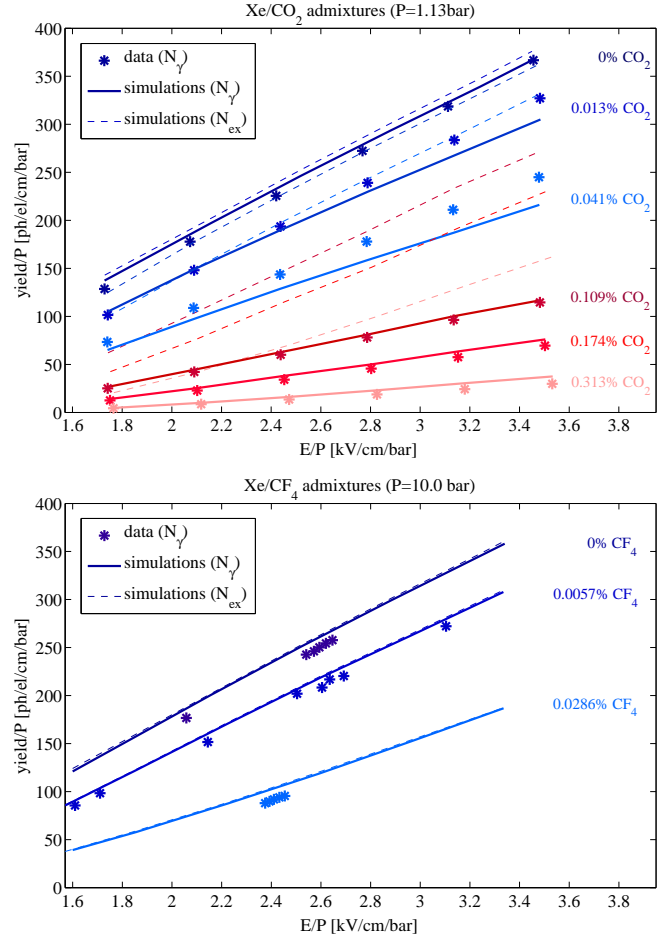 Xe/CO2 admixtures (P=1.13bar)
400
350
300
250
200
150
100
50
0
yield/P [ph/el/cm/bar]
data (Nγ)
simulations (Nγ)
simulations (Nex)
0% CO2
0.013% CO2
0.041% CO2
0.109% CO2
0.174% CO2
0.313% CO2
1.6 1.8 2 2.2 2.4 2.6 2.8 3 3.2 3.4 3.6 3.8
E/P [kV/cm/bar]
Xe/CF4 admixtures (P=10.0 bar)
400
350
300
250
200
150
100
50
0
yield/P [ph/el/cm/bar]
data (Nγ)
simulations (Nγ)
simulations (Nex)
0% CF4
0.0057% CF4
0.0286% CF4
1.6 1.8 2 2.2 2.4 2.6 2.8 3 3.2 3.4 3.6 3.8
E/P [kV/cm/bar]